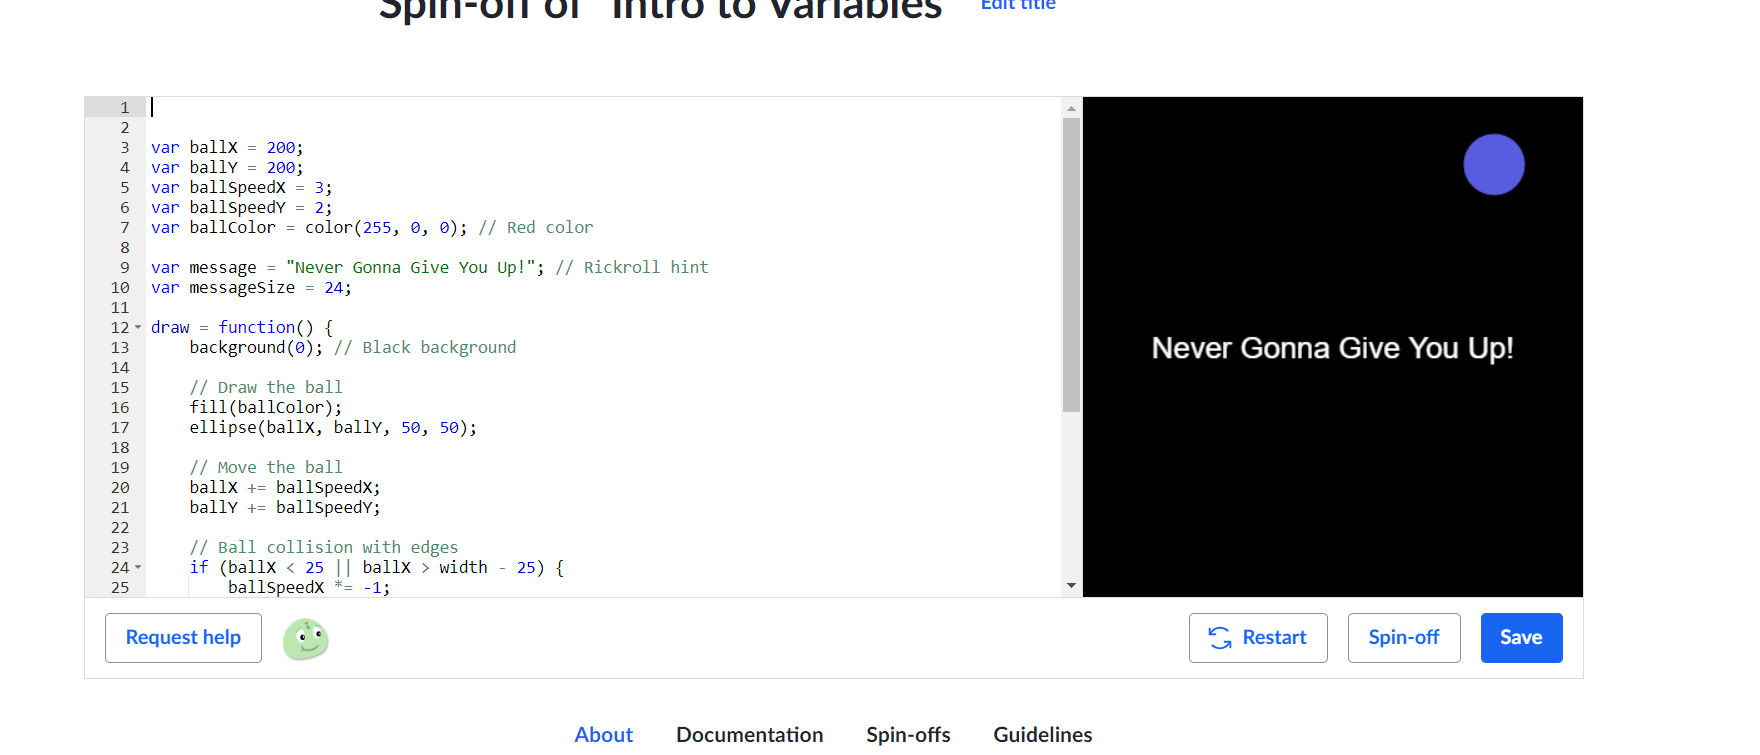 Spin-off of "Intro to Variables" Edit title
1
2
3 var ballX = 200;
4 var ballY = 200;
5 var ballSpeedX = 3;
6 var ballSpeedY = 2;
7 var ballColor = color(255, 0, 0); // Red color
8
9 var message = "Never Gonna Give You Up!"; // Rickroll hint
10 var messageSize = 24;
11
12 draw = function() {
13 background(0); // Black background
14
15 // Draw the ball
16 fill(ballColor);
17 ellipse(ballX, ballY, 50, 50);
18
19 // Move the ball
20 ballX += ballSpeedX;
21 ballY += ballSpeedY;
22
23 // Ball collision with edges
24 if (ballX < 25 || ballX > width - 25) {
25 ballSpeedX *= -1;
Never Gonna Give You Up!
Request help
Restart
Spin-off
Save
About Documentation Spin-offs Guidelines